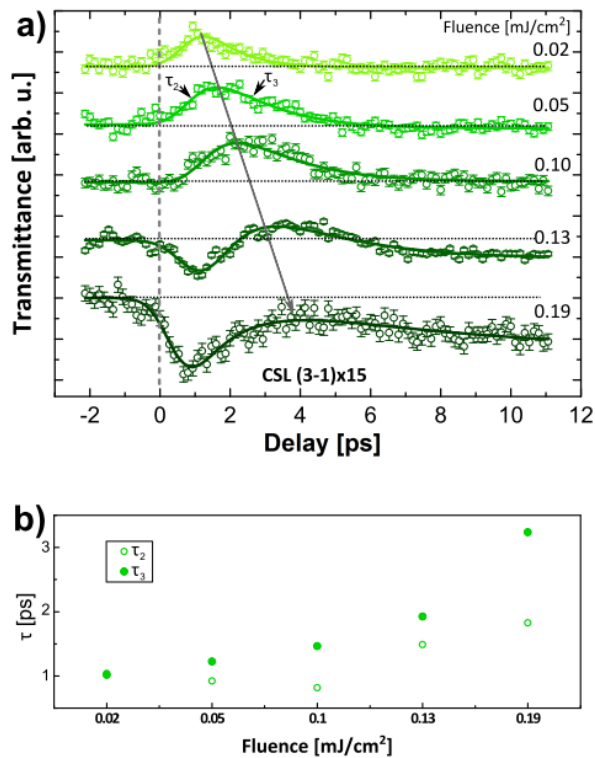 a)
Fluence [mJ/cm²]
0.02
τ₂
τ₃
0.05
0.10
0.13
0.19
CSL (3-1)x15
Transmittance [arb. u.]
-2
0
2
4
6
8
10
12
Delay [ps]
b)
τ₂
τ₃
3
2
1
τ [ps]
0.02
0.05
0.1
0.13
0.19
Fluence [mJ/cm²]